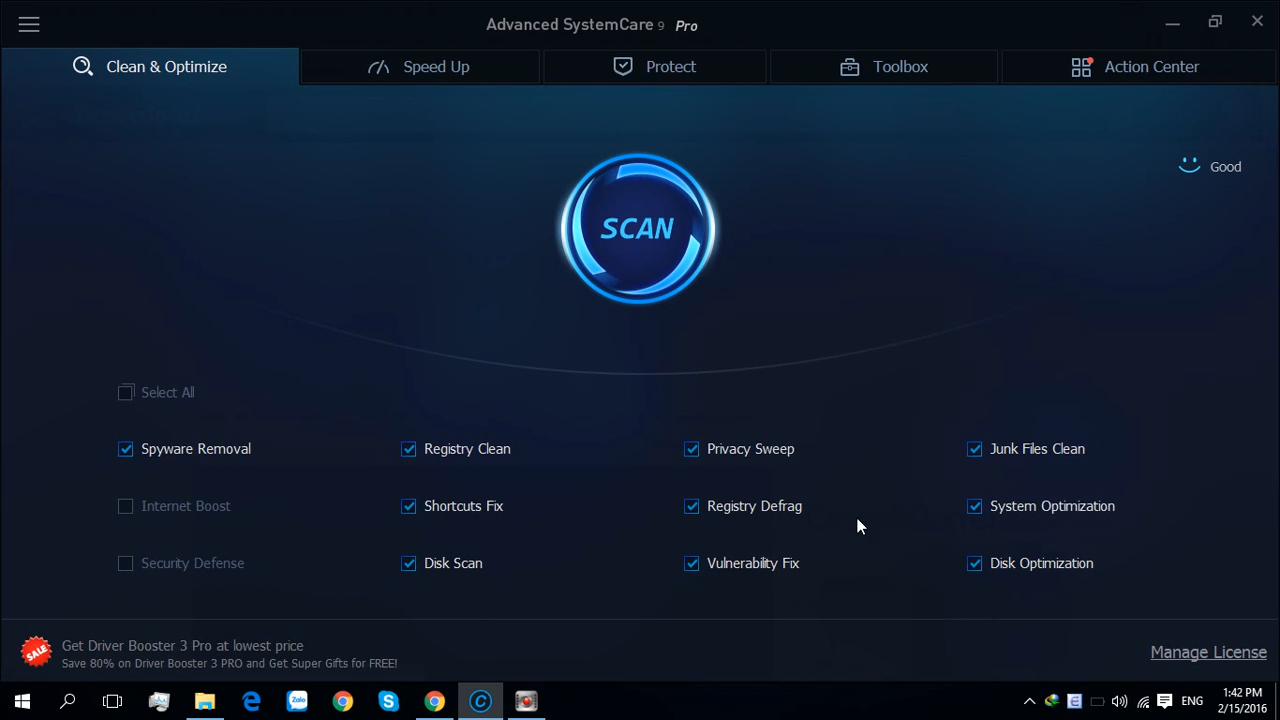 Advanced SystemCare 9 Pro
Clean & Optimize
Speed Up
Protect
Toolbox
Action Center
Good
SCAN
Select All
Spyware Removal
Registry Clean
Privacy Sweep
Junk Files Clean
Internet Boost
Shortcuts Fix
Registry Defrag
System Optimization
Security Defense
Disk Scan
Vulnerability Fix
Disk Optimization
SALE
Get Driver Booster 3 Pro at lowest price
Save 80% on Driver Booster 3 PRO and Get Super Gifts for FREE!
Manage License
Zalo
ENG
1:42 PM
2/15/2016